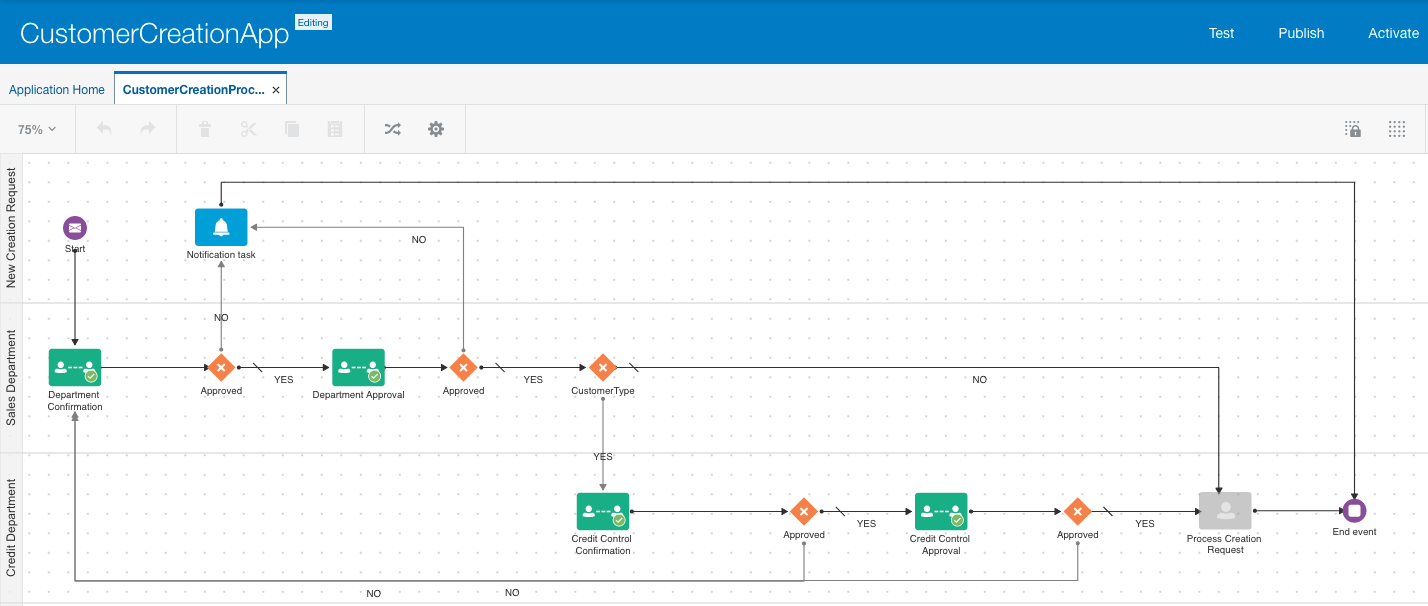 CustomerCreationApp
Editing
Test
Publish
Activate
Application Home
CustomerCreationProc...
75%
New Creation Request
Start
Notification task
NO
NO
Sales Department
Department
Confirmation
Approved
YES
Department Approval
Approved
YES
CustomerType
NO
YES
Credit Department
Credit Control
Confirmation
Approved
YES
Credit Control
Approval
Approved
YES
Process Creation
Request
End event
NO
NO